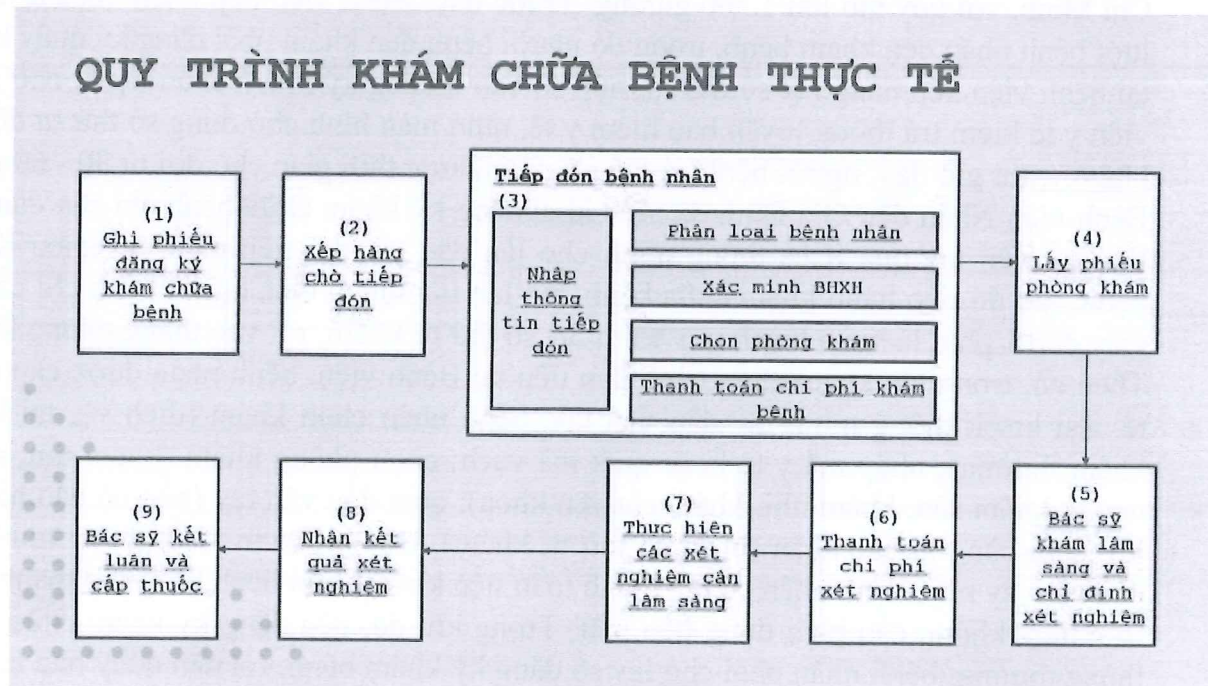 QUY TRÌNH KHÁM CHỮA BỆNH THỰC TẾ
(1)
Ghi phiếu
đăng ký
khám chữa
bệnh
(2)
Xếp hàng
chờ tiếp
đón
Tiếp đón bệnh nhân
(3)
Nhập
thông
tin tiếp
đón
Phân loại bệnh nhân
Xác minh BHXH
Chọn phòng khám
Thanh toán chi phí khám
bệnh
(4)
Lấy phiếu
phòng khám
(5)
Bác sỹ
khám lâm
sàng và
chỉ định
xét nghiệm
(6)
Thanh toán
chi phí
xét nghiệm
(7)
Thực hiện
các xét
nghiệm cận
lâm sàng
(8)
Nhận kết
quả xét
nghiệm
(9)
Bác sỹ kết
luận và
cấp thuốc